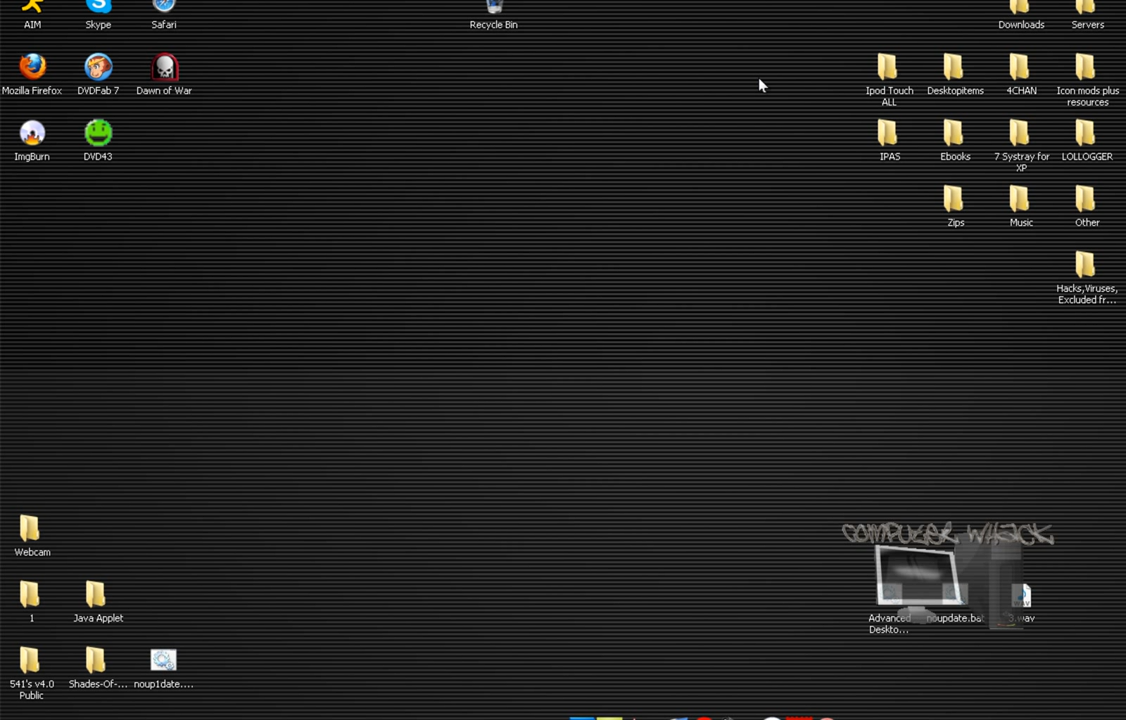 AIM Skype Safari Recycle Bin Downloads Servers
Mozilla Firefox DVDFab 7 Dawn of War Ipod Touch ALL Desktopitems 4CHAN Icon mods plus resources
ImgBurn DVD43 IPAS Ebooks 7 Systray for XP LOLLOGGER
Zips Music Other
Hacks,Viruses, Excluded fr...
COMPUTER WHACK
Webcam
1 Java Applet Advanced Deskto... noupdate.bat 3.wav
541's v4.0 Public Shades-Of-... noup1date....